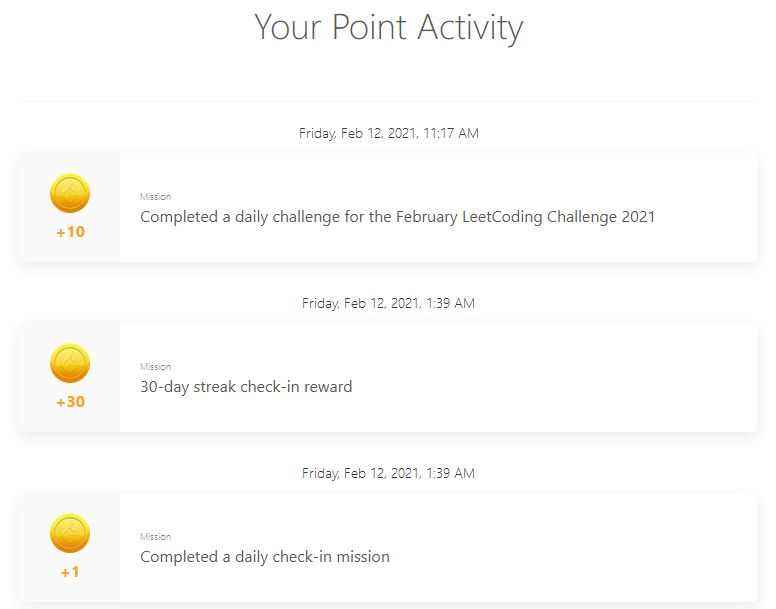 Your Point Activity
Friday, Feb 12, 2021, 11:17 AM
Mission
Completed a daily challenge for the February LeetCoding Challenge 2021
+10
Friday, Feb 12, 2021, 1:39 AM
Mission
30-day streak check-in reward
+30
Friday, Feb 12, 2021, 1:39 AM
Mission
Completed a daily check-in mission
+1